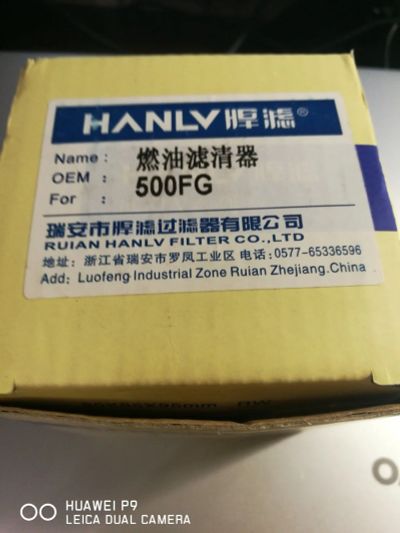 HANLV 焊滤®
Name： 燃油滤清器
OEM： 500FG
For：
瑞安市焊滤过滤器有限公司
RUIAN HANLV FILTER CO.,LTD
地址：浙江省瑞安市罗凤工业区 电话:0577-65336596
Add: Luofeng Industrial Zone Ruian Zhejiang.China
HUAWEI P9
LEICA DUAL CAMERA